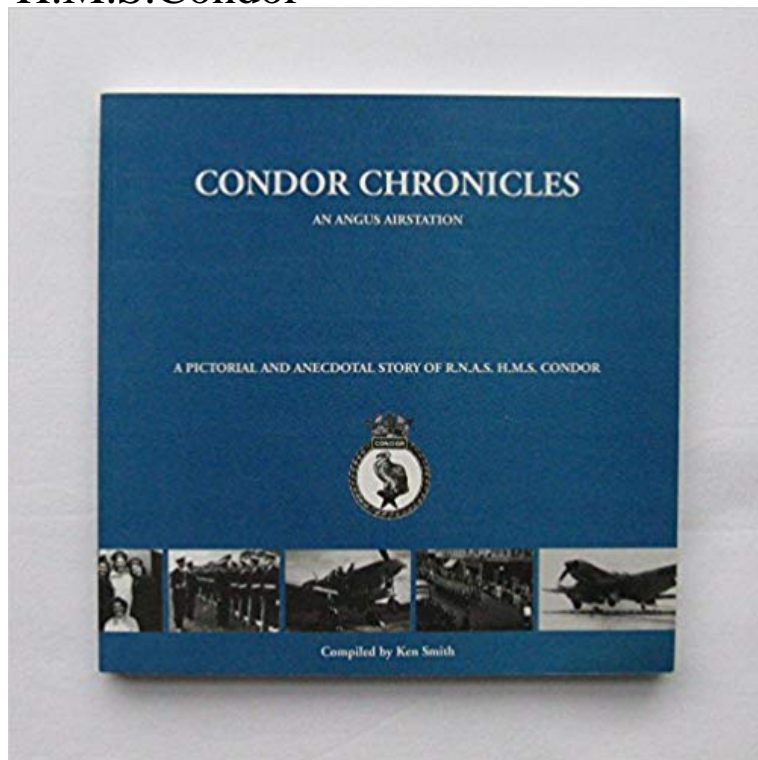 H.M.S.Condor
CONDOR CHRONICLES
AN ANGUS AIRSTATION
A PICTORIAL AND ANECDOTAL STORY OF R.N.A.S. H.M.S. CONDOR
CONDOR
Compiled by Ken Smith